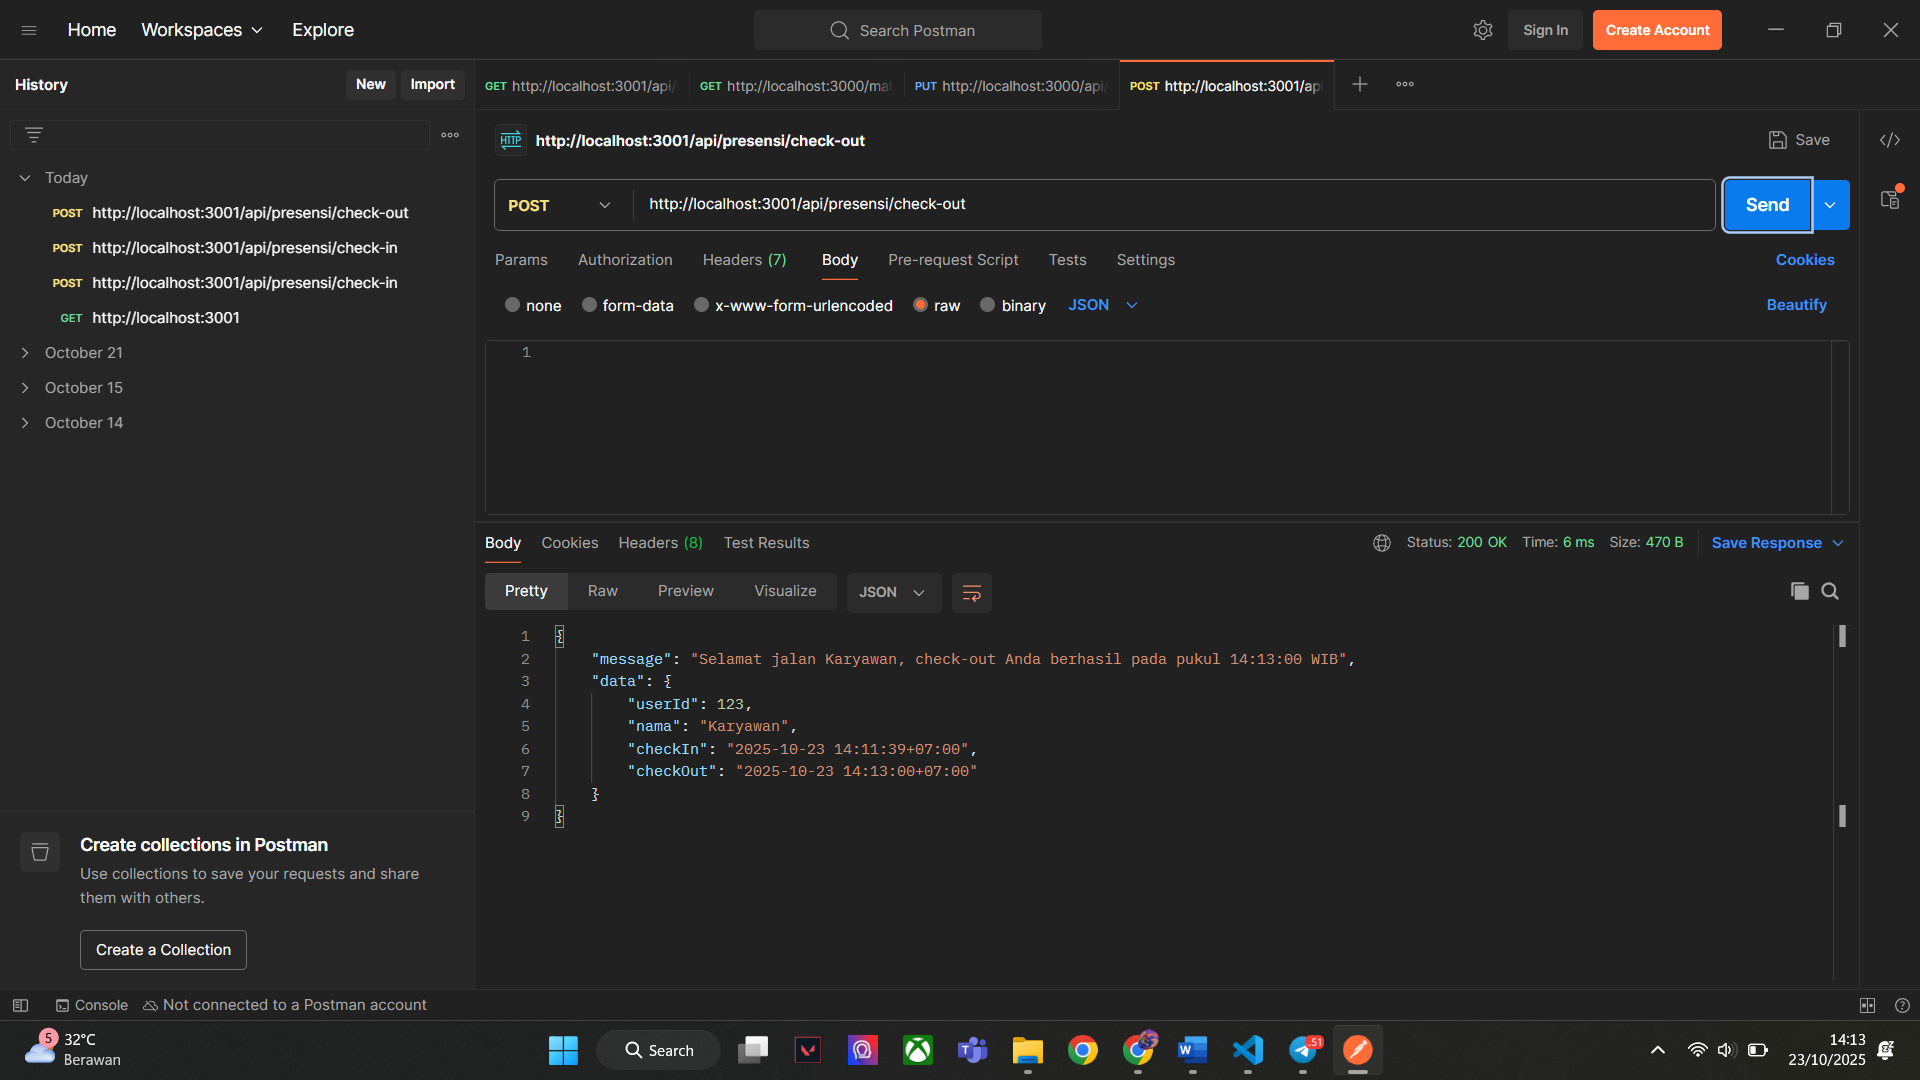 Home
Workspaces
Explore
Search Postman
Sign In
Create Account
History
New
Import
GET http://localhost:3001/api/
GET http://localhost:3000/mal
PUT http://localhost:3000/api/
POST http://localhost:3001/api
Today
POST http://localhost:3001/api/presensi/check-out
POST http://localhost:3001/api/presensi/check-in
POST http://localhost:3001/api/presensi/check-in
GET http://localhost:3001
October 21
October 15
October 14
HTTP http://localhost:3001/api/presensi/check-out
Save
POST
http://localhost:3001/api/presensi/check-out
Send
Params
Authorization
Headers (7)
Body
Pre-request Script
Tests
Settings
Cookies
none
form-data
x-www-form-urlencoded
raw
binary
JSON
Beautify
1
Body
Cookies
Headers (8)
Test Results
Status: 200 OK
Time: 6 ms
Size: 470 B
Save Response
Pretty
Raw
Preview
Visualize
JSON
1 {
2 "message": "Selamat jalan Karyawan, check-out Anda berhasil pada pukul 14:13:00 WIB",
3 "data": {
4 "userId": 123,
5 "nama": "Karyawan",
6 "checkIn": "2025-10-23 14:11:39+07:00",
7 "checkOut": "2025-10-23 14:13:00+07:00"
8 }
9 }
Create collections in Postman
Use collections to save your requests and share
them with others.
Create a Collection
Console
Not connected to a Postman account
5
32°C
Berawan
Search
51
14:13
23/10/2025